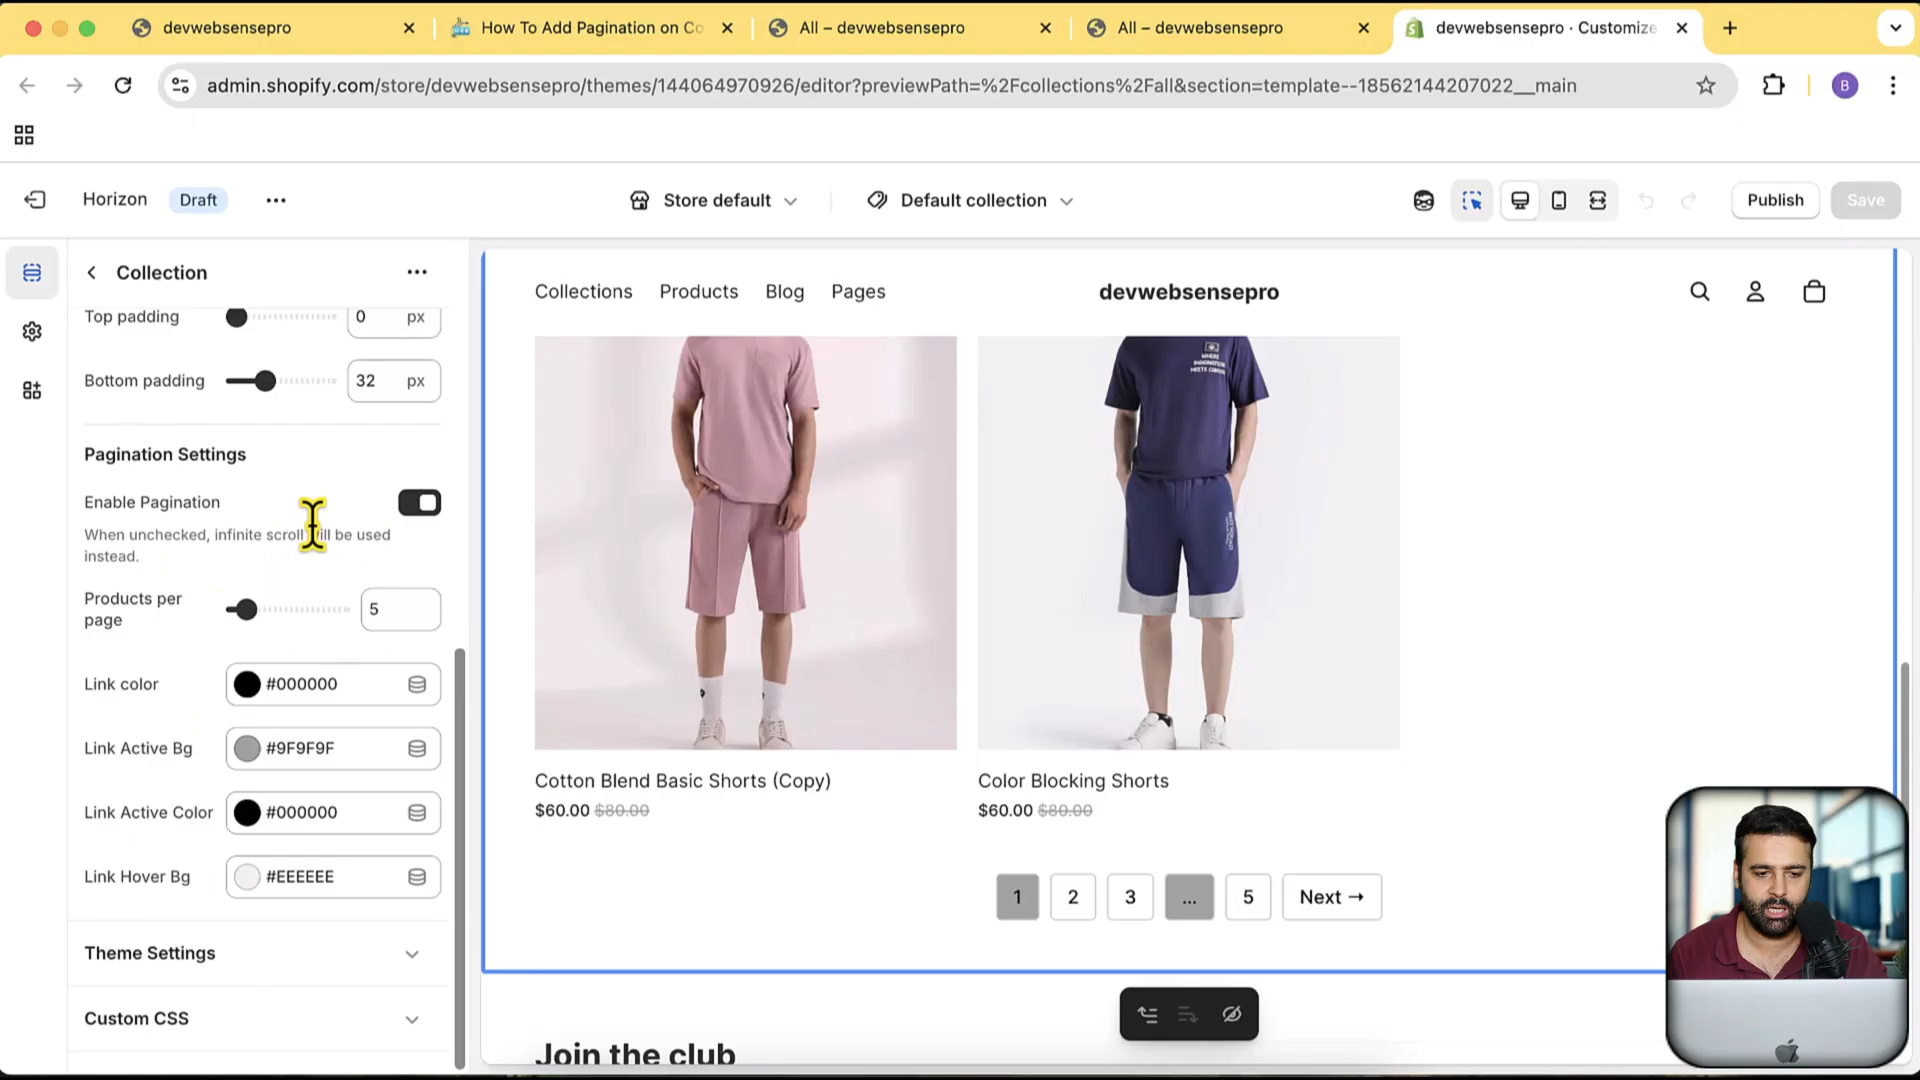 devwebsensepro
How To Add Pagination on Co
All – devwebsensepro
All – devwebsensepro
devwebsensepro · Customize
admin.shopify.com/store/devwebsensepro/themes/144064970926/editor?previewPath=%2Fcollections%2Fall&section=template--18562144207022__main
B
Horizon
Draft
Store default
Default collection
Publish
Save
Collection
Top padding
0 px
Bottom padding
32 px
Pagination Settings
Enable Pagination
When unchecked, infinite scroll will be used
instead.
Products per
page
5
Link color
#000000
Link Active Bg
#9F9F9F
Link Active Color
#000000
Link Hover Bg
#EEEEEE
Theme Settings
Custom CSS
Collections
Products
Blog
Pages
devwebsensepro
WHERE
IMAGINATION
Cotton Blend Basic Shorts (Copy)
$60.00 $80.00
Color Blocking Shorts
$60.00 $80.00
1
2
3
...
5
Next →
Join the club